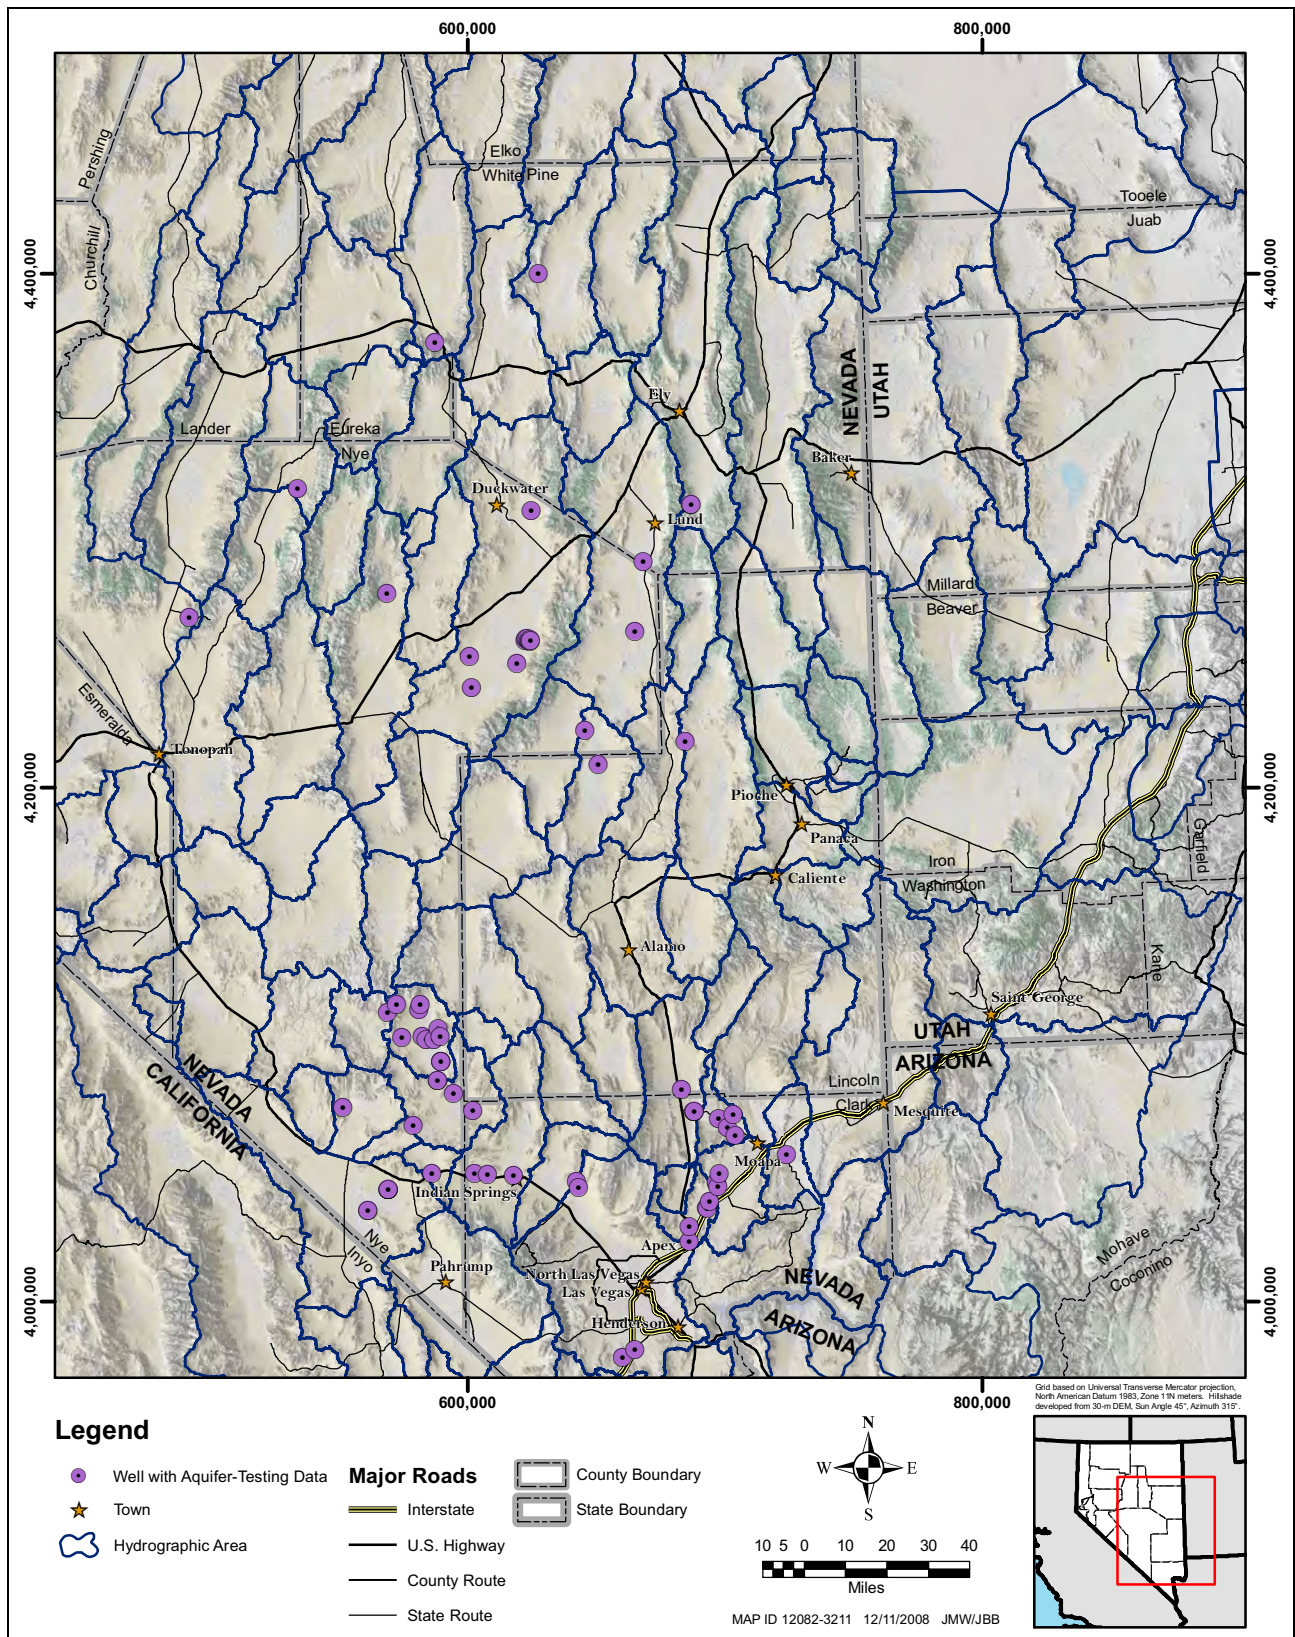 600,000
800,000
Pershing
Elko
White Pine
Tooele
Juab
Churchill
4,400,000
4,400,000
NEVADA
UTAH
Ely
Lander
Eureka
Nye
Baker
Duckwater
Lund
Millard
Beaver
Esmeralda
Tonopah
4,200,000
4,200,000
Pioche
Panaca
Garfield
Iron
Washington
Caliente
Alamo
Kane
Saint George
UTAH
ARIZONA
NEVADA
CALIFORNIA
Lincoln
Clark
Mesquite
Moapa
Indian Springs
Nye
Inyo
Apex
Mohave
Coconino
Pahrump
North Las Vegas
Las Vegas
NEVADA
ARIZONA
Henderson
4,000,000
4,000,000
600,000
800,000
Grid based on Universal Transverse Mercator projection,
North American Datum 1983, Zone 11N meters. Hillshade
developed from 30-m DEM, Sun Angle 45°, Azimuth 315°.
Legend
Well with Aquifer-Testing Data
Town
Hydrographic Area
Major Roads
Interstate
U.S. Highway
County Route
State Route
County Boundary
State Boundary
N
W E
S
10 5 0 10 20 30 40
Miles
MAP ID 12082-3211 12/11/2008 JMW/JBB